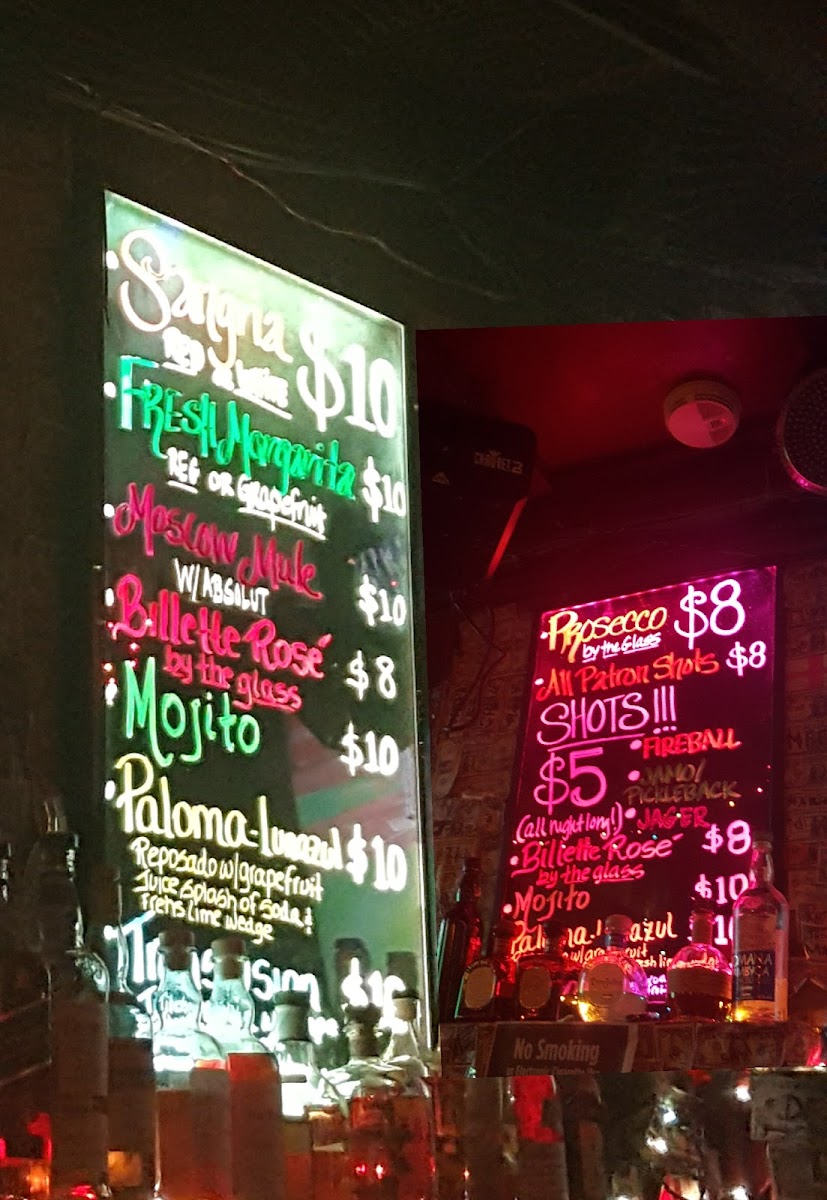 Sangria $10
RED & WHITE
FRESH Margarita $10
REG OR Grapefruit
Moscow Mule
W/ABSOLUT $10
Billette Rosé $8
by the glass
Mojito $10
Paloma-Lunazul $10
Reposado w/grapefruit
Juice splash of Soda &
Frehs lime wedge
CHAUVET
Prosecco $8
by the Glass
All Patron Shots $8
SHOTS!!!
$5 • FIREBALL
• JAMO/
PICKLEBACK
(all night long!) • JAGER
Billette Rosé $8
by the glass
Mojito $10
No Smoking